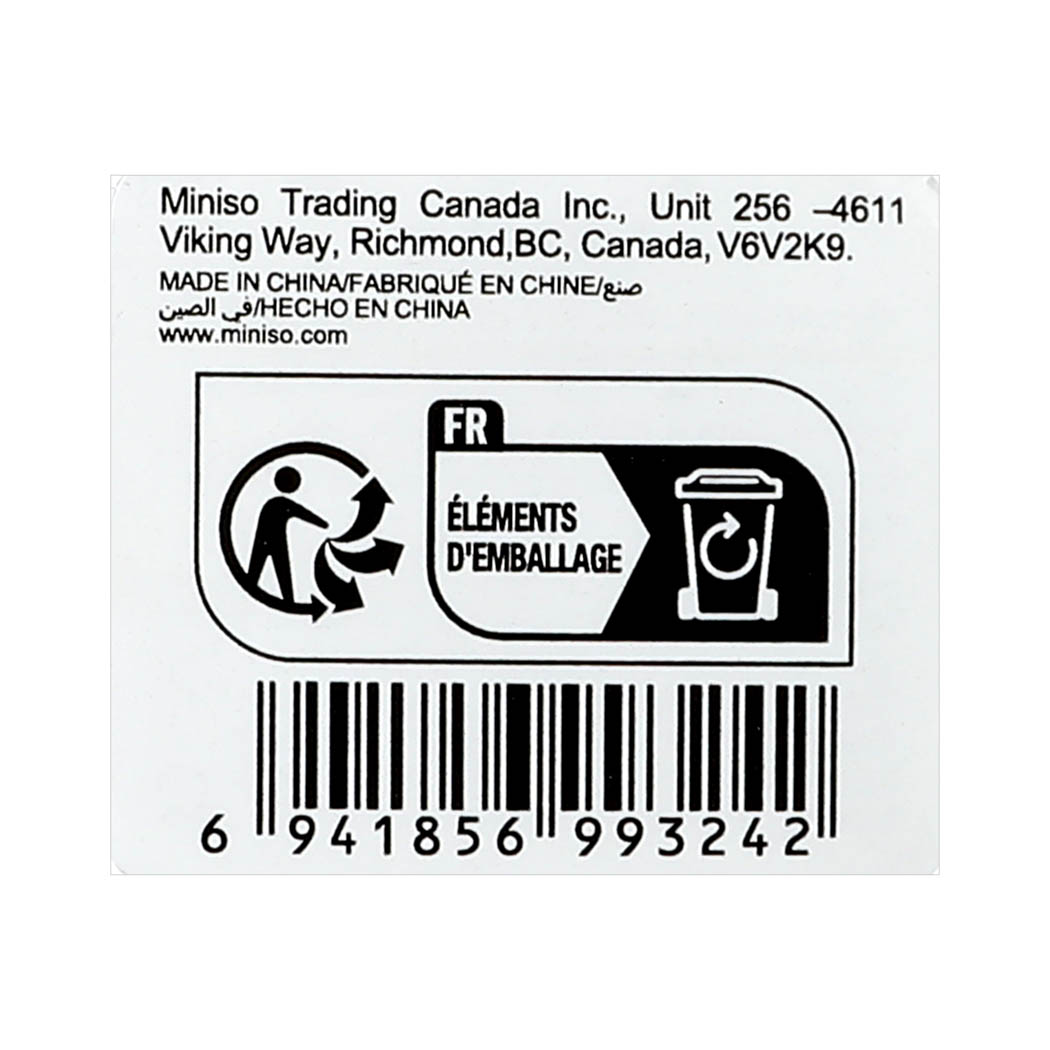 Miniso Trading Canada Inc., Unit 256 –4611
Viking Way, Richmond,BC, Canada, V6V2K9.
MADE IN CHINA/FABRIQUÉ EN CHINE/صنع
في الصين/HECHO EN CHINA
www.miniso.com
FR
ÉLÉMENTS
D'EMBALLAGE
6 941856 993242